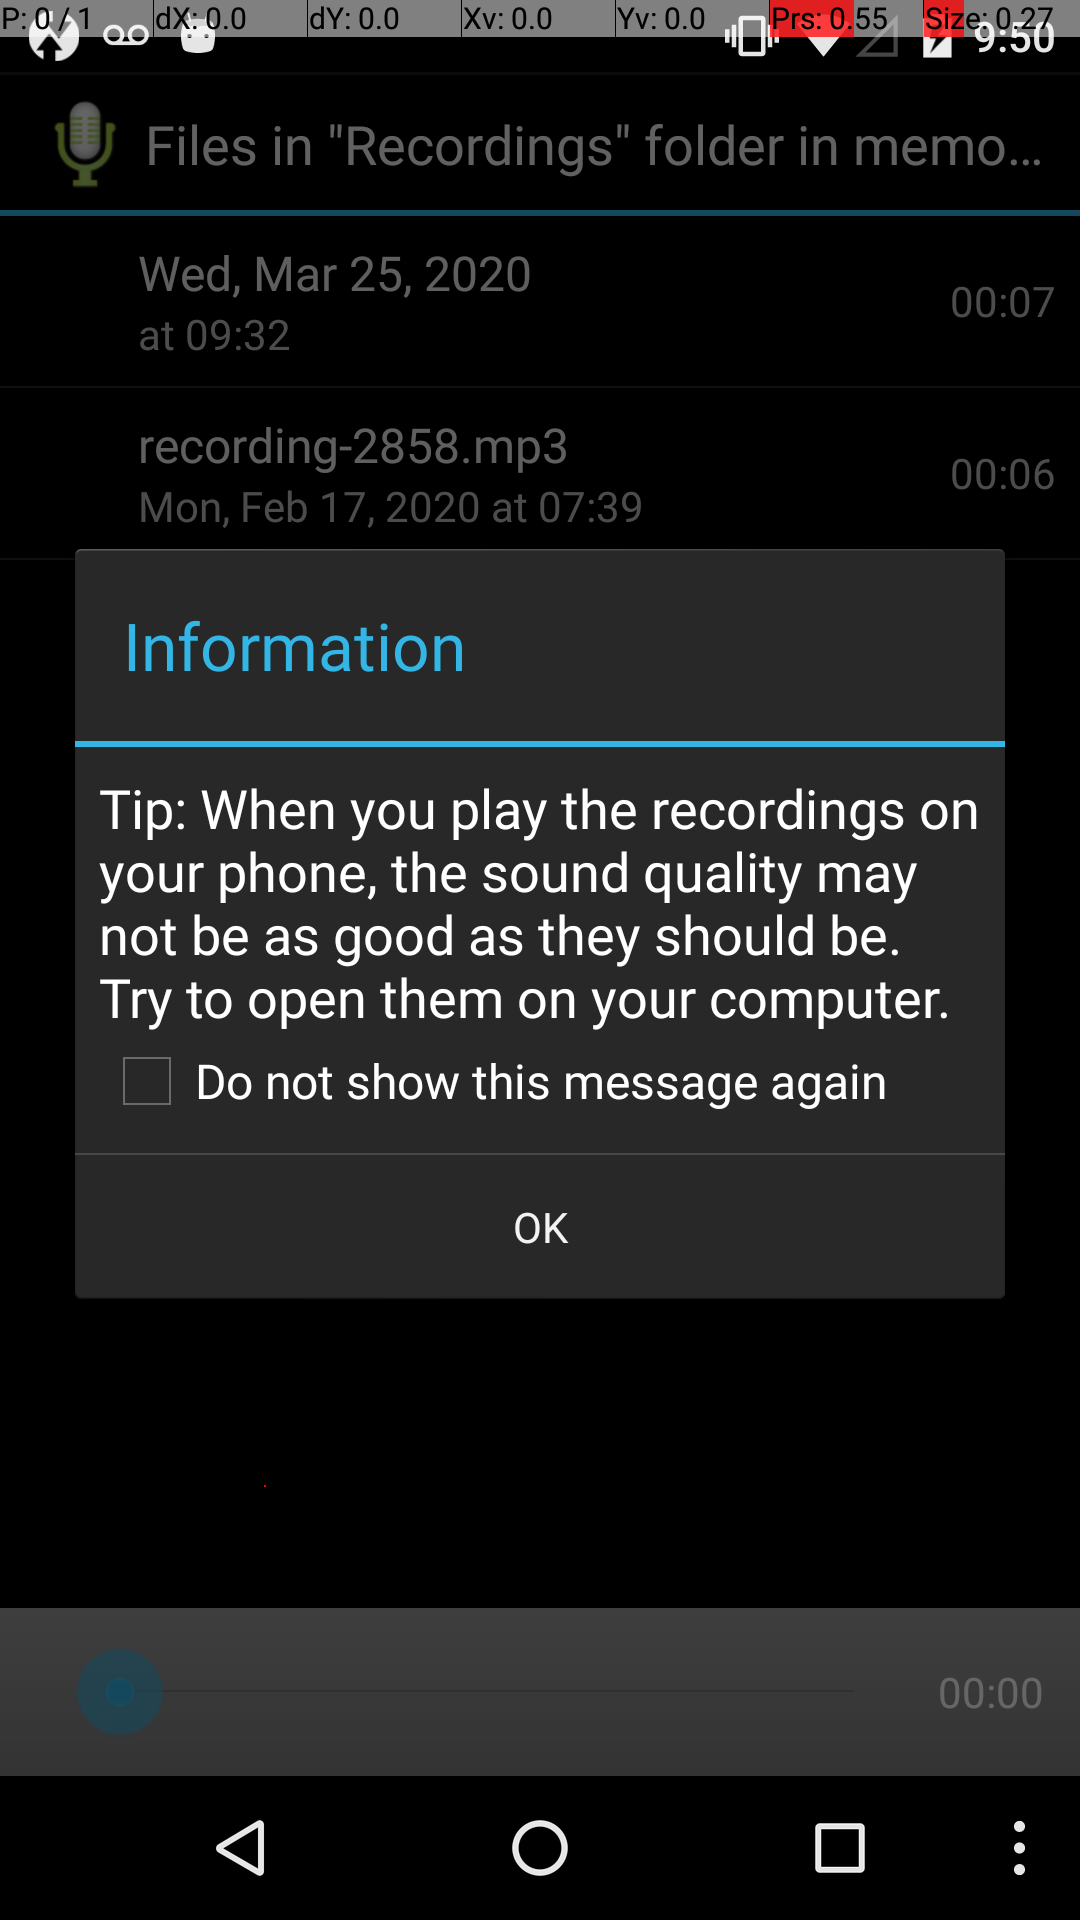 P: 0 / 1 dX: 0.0 dY: 0.0 Xv: 0.0 Yv: 0.0 Prs: 0.55 Size: 0.27
9:50
Files in "Recordings" folder in memo...
Wed, Mar 25, 2020
at 09:32
00:07
recording-2858.mp3
Mon, Feb 17, 2020 at 07:39
00:06
Information
Tip: When you play the recordings on
your phone, the sound quality may
not be as good as they should be.
Try to open them on your computer.
Do not show this message again
OK
00:00